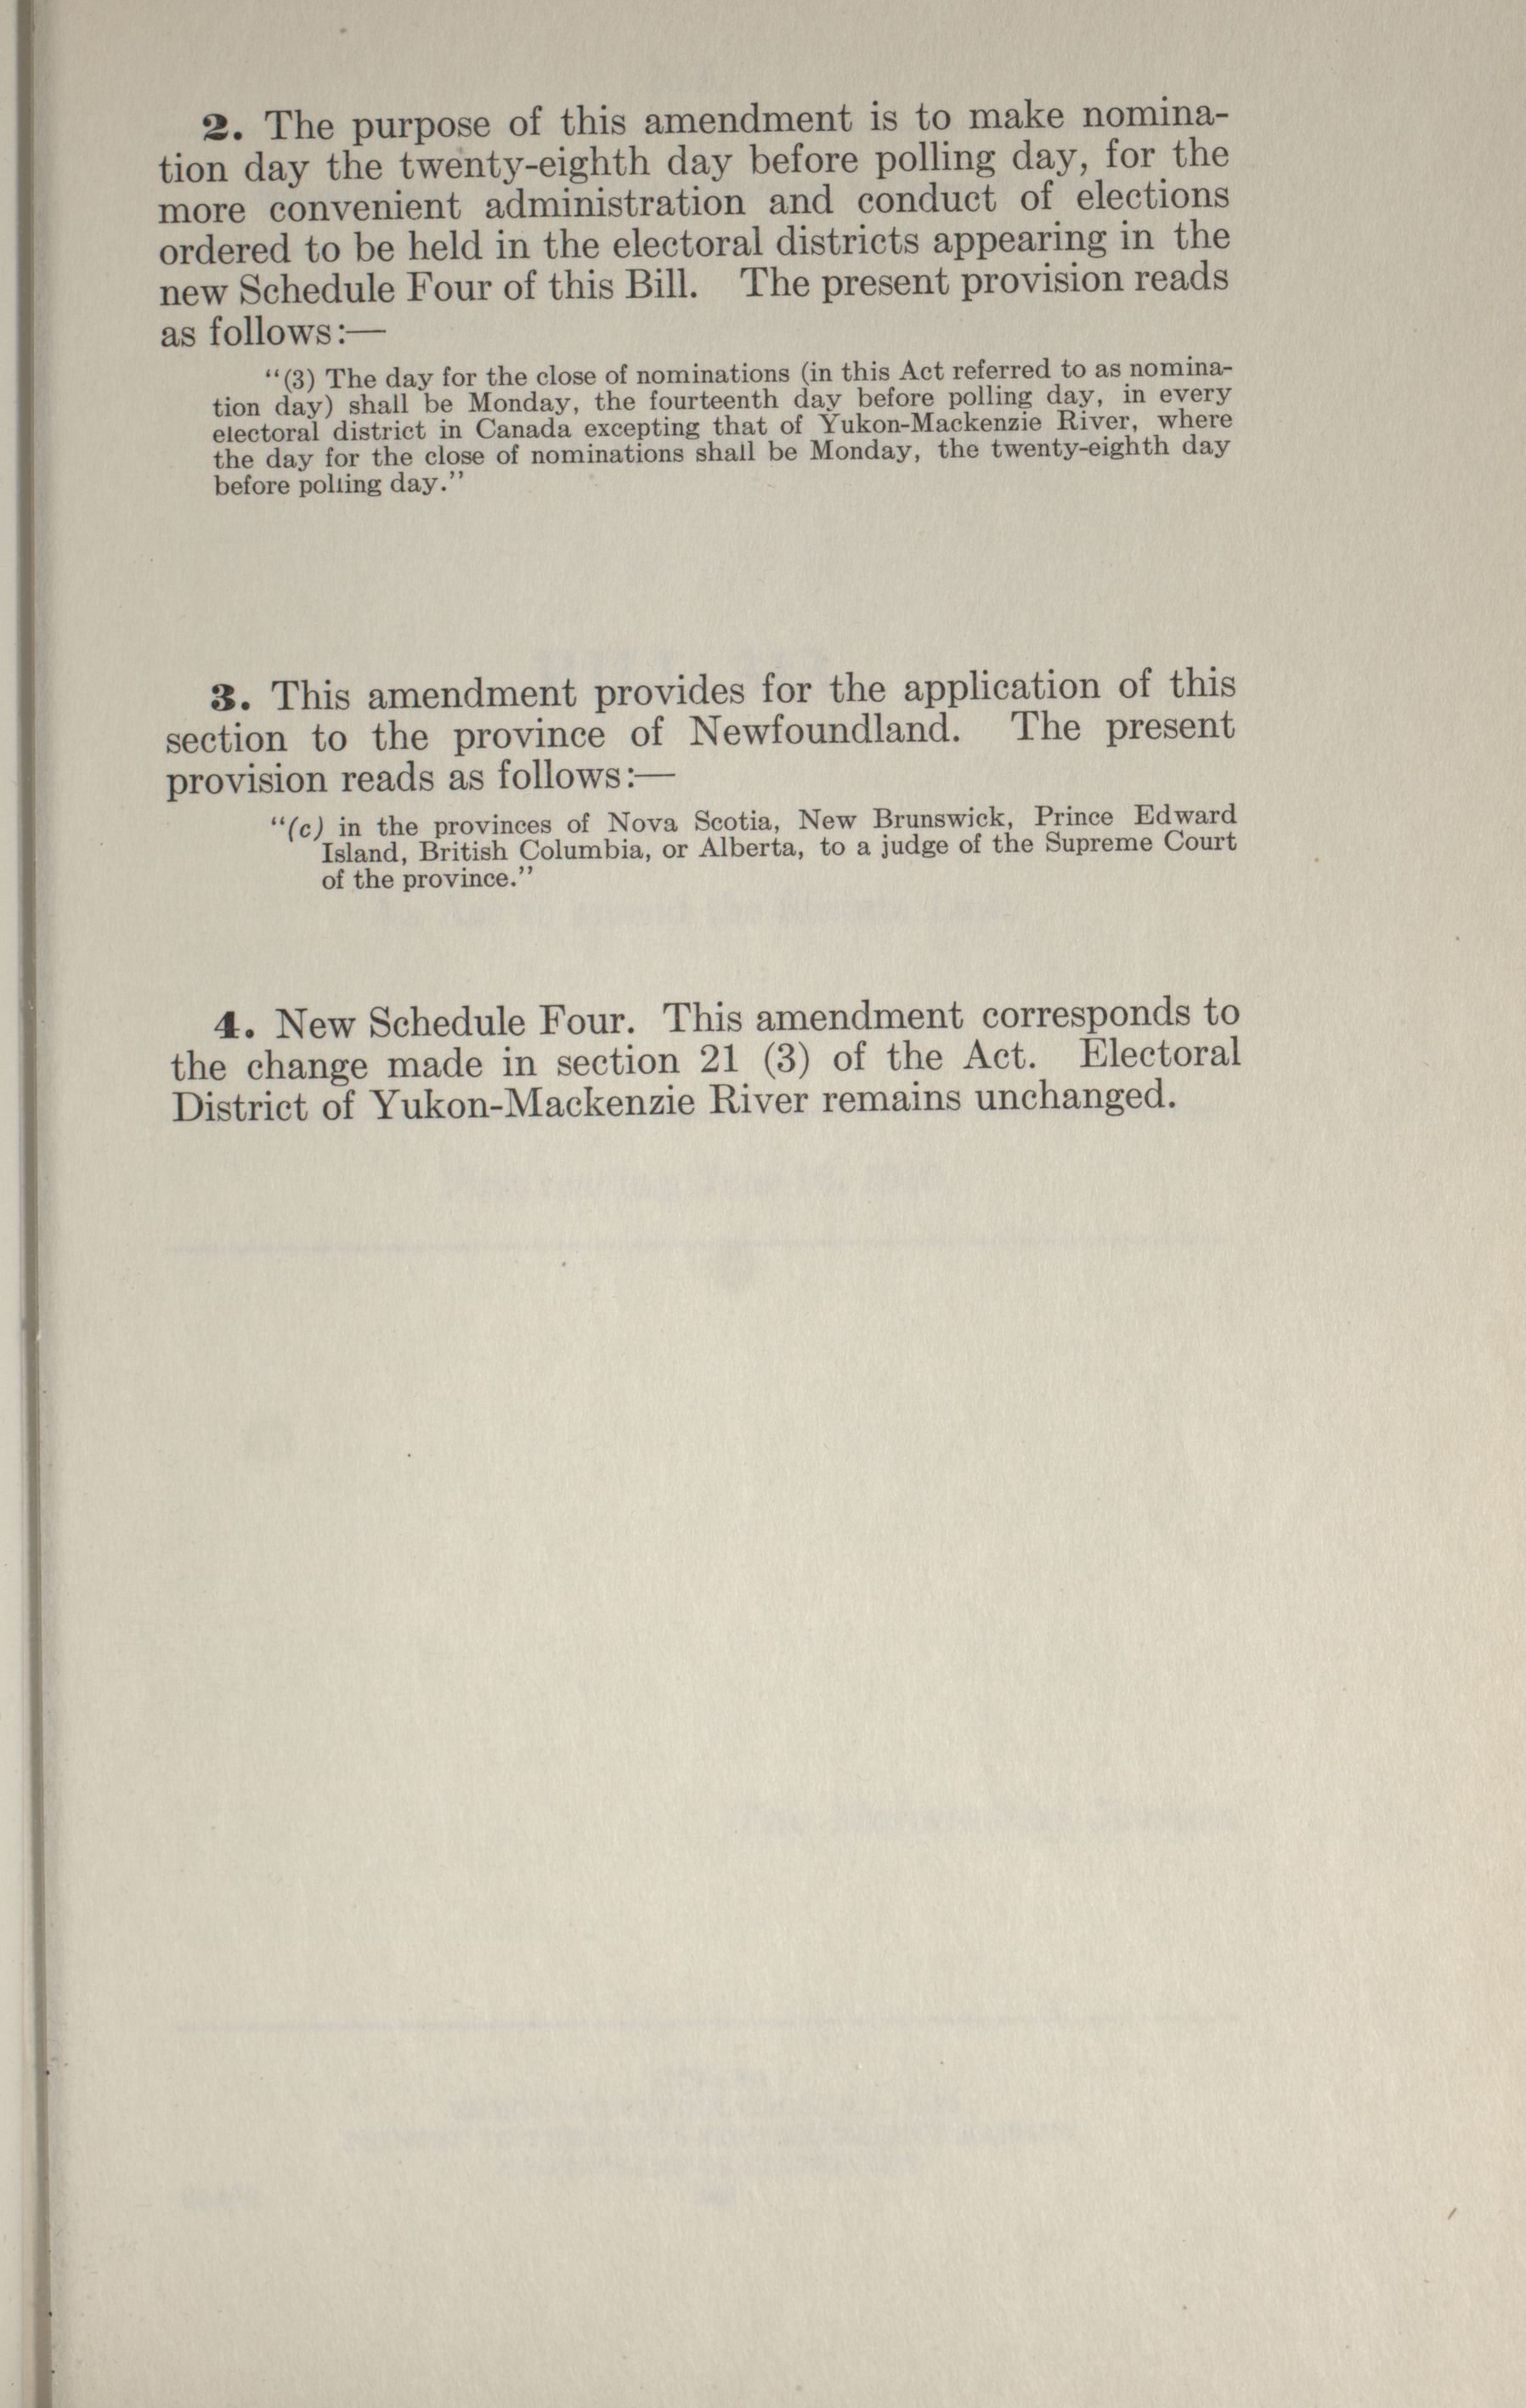 2. The purpose of this amendment is to make nomina-
tion day the twenty-eighth day before polling day, for the
more convenient administration and conduct of elections
ordered to be held in the electoral districts appearing in the
new Schedule Four of this Bill. The present provision reads
as follows:—
“(3) The day for the close of nominations (in this Act referred to as nomina-
tion day) shall be Monday, the fourteenth day before polling day, in every
electoral district in Canada excepting that of Yukon-Mackenzie River, where
the day for the close of nominations shall be Monday, the twenty-eighth day
before polling day.”
3. This amendment provides for the application of this
section to the province of Newfoundland. The present
provision reads as follows:—
“(c) in the provinces of Nova Scotia, New Brunswick, Prince Edward
Island, British Columbia, or Alberta, to a judge of the Supreme Court
of the province.”
4. New Schedule Four. This amendment corresponds to
the change made in section 21 (3) of the Act. Electoral
District of Yukon-Mackenzie River remains unchanged.